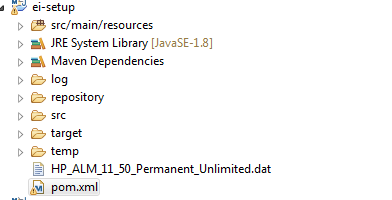 ei-setup
src/main/resources
JRE System Library [JavaSE-1.8]
Maven Dependencies
log
repository
src
target
temp
HP_ALM_11_50_Permanent_Unlimited.dat
pom.xml